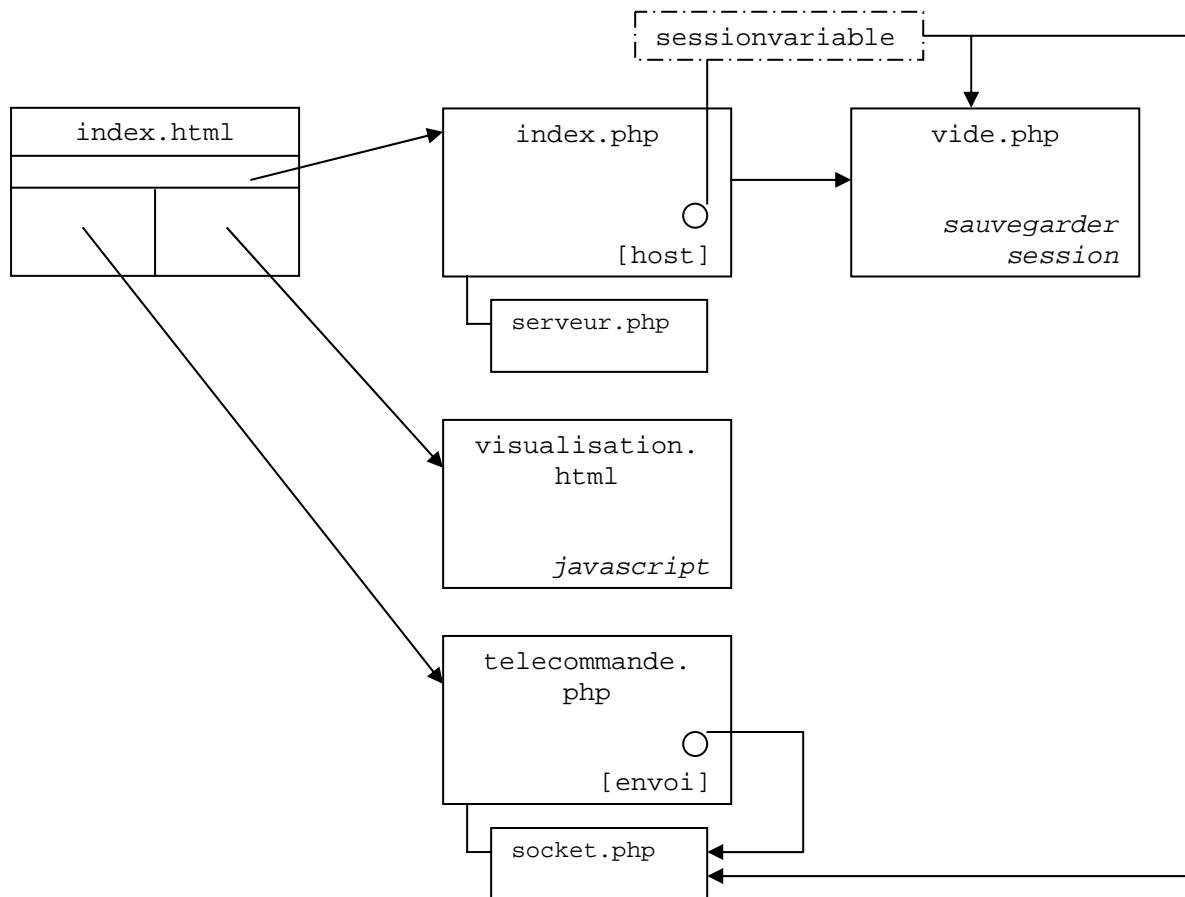 sessionvariable
index.html
index.php
vide.php
sauvegarder
session
[host]
serveur.php
visualisation.
html
javascript
telecommande.
php
[envoi]
socket.php